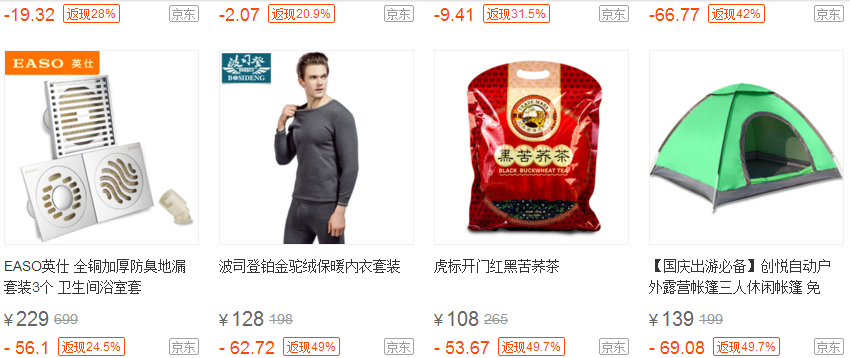 -19.32 返现28% 京东
-2.07 返现20.9% 京东
-9.41 返现31.5% 京东
-66.77 返现42% 京东
EASO 英仕
波司登
BOSIDENG
TRADE MARK
黑苦荞茶
BLACK BUCKWHEAT TEA
EASO英仕 全铜加厚防臭地漏
套装3个 卫生间浴室套
波司登铂金驼绒保暖内衣套装
虎标开门红黑苦荞茶
【国庆出游必备】创悦自动户
外露营帐篷三人休闲帐篷 免
¥229 699
¥128 198
¥108 265
¥139 199
- 56.1 返现24.5% 京东
- 62.72 返现49% 京东
- 53.67 返现49.7% 京东
- 69.08 返现49.7% 京东